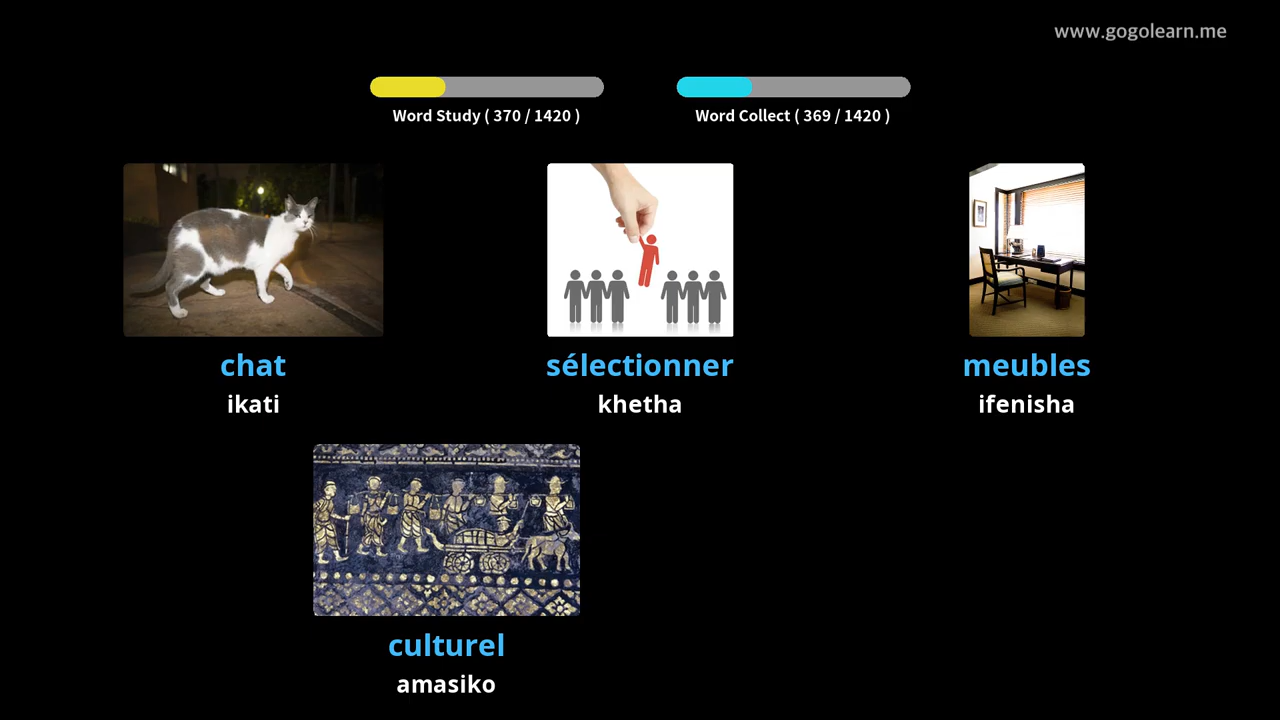 www.gogolearn.me
Word Study ( 370 / 1420 )
Word Collect ( 369 / 1420 )
chat
ikati
sélectionner
khetha
meubles
ifenisha
culturel
amasiko